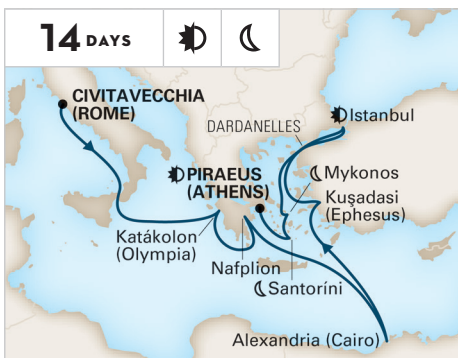 14 DAYS
CIVITAVECCHIA
(ROME)
DARDANELLES
Istanbul
PIRAEUS
(ATHENS)
Mykonos
Kuşadasi
(Ephesus)
Katákolon
(Olympia)
Nafplion
Santoríni
Alexandria (Cairo)